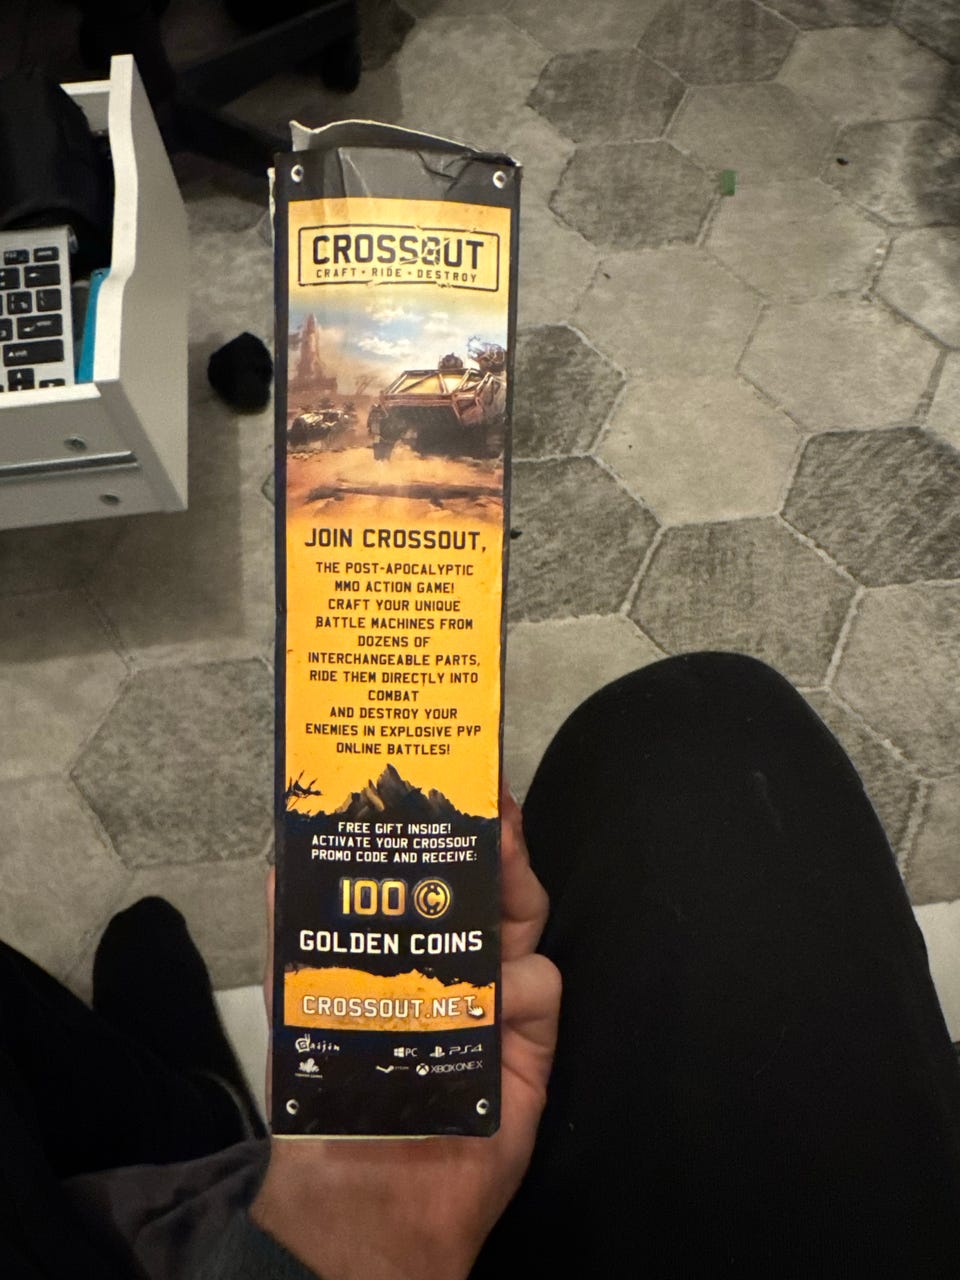 CROSSOUT
CRAFT • RIDE • DESTROY
JOIN CROSSOUT,
THE POST-APOCALYPTIC
MMO ACTION GAME!
CRAFT YOUR UNIQUE
BATTLE MACHINES FROM
DOZENS OF
INTERCHANGEABLE PARTS,
RIDE THEM DIRECTLY INTO
COMBAT
AND DESTROY YOUR
ENEMIES IN EXPLOSIVE PVP
ONLINE BATTLES!
FREE GIFT INSIDE!
ACTIVATE YOUR CROSSOUT
PROMO CODE AND RECEIVE:
100 C
GOLDEN COINS
CROSSOUT.NET
Gaijin PC PS4
STEAM XBOX ONE X